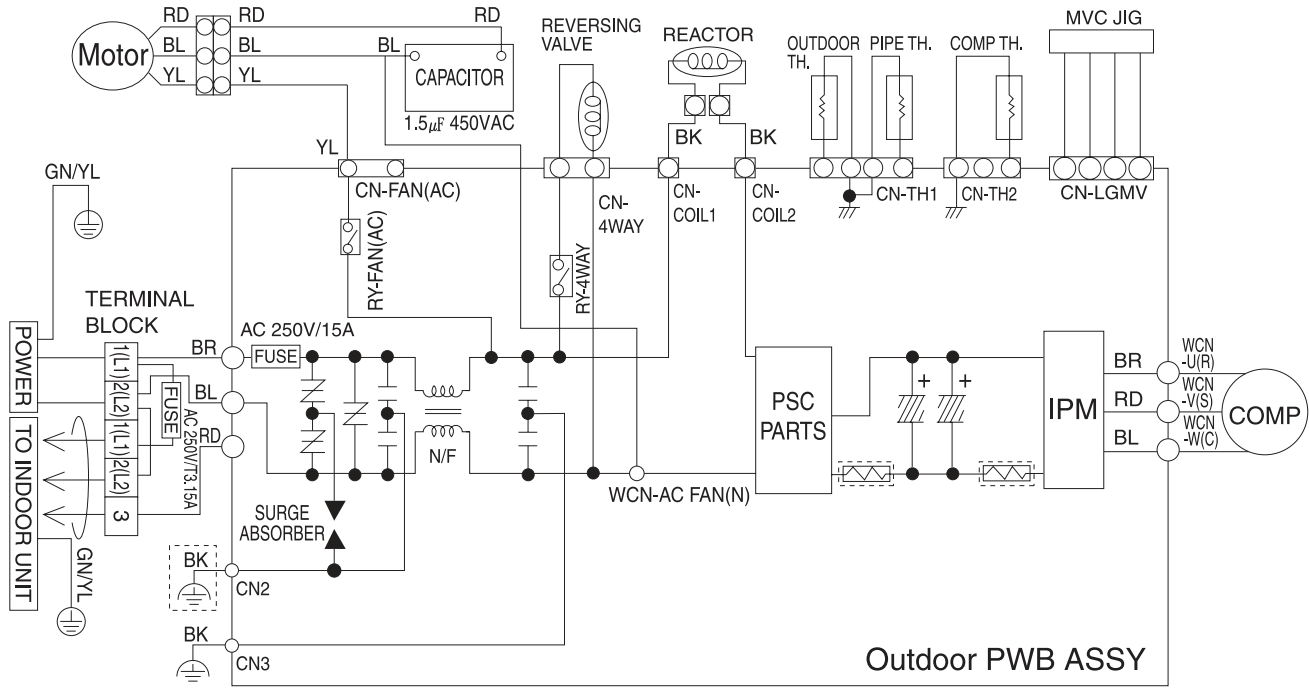 RD
RD
RD
REVERSING
VALVE
REACTOR
MVC JIG
OUTDOOR
TH.
PIPE TH.
COMP TH.
Motor
BL
BL
BL
CAPACITOR
YL
YL
1.5μF 450VAC
BK
BK
YL
GN/YL
CN-FAN(AC)
CN-
4WAY
CN-
COIL1
CN-
COIL2
CN-TH1
CN-TH2
CN-LGMV
RY-FAN(AC)
RY-4WAY
TERMINAL
BLOCK
AC 250V/15A
POWER
1(L1)
BR
FUSE
2(L2)
BL
FUSE
AC 250V/T3.15A
RD
1(L1)
2(L2)
3
TO INDOOR UNIT
GN/YL
N/F
WCN-AC FAN(N)
PSC
PARTS
+
+
IPM
BR
WCN
-U(R)
RD
WCN
-V(S)
BL
WCN
-W(C)
COMP
SURGE
ABSORBER
BK
CN2
BK
CN3
Outdoor PWB ASSY